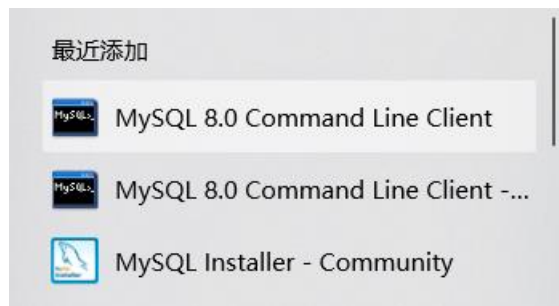 最近添加
MySQL 8.0 Command Line Client
MySQL 8.0 Command Line Client -...
MySQL Installer - Community